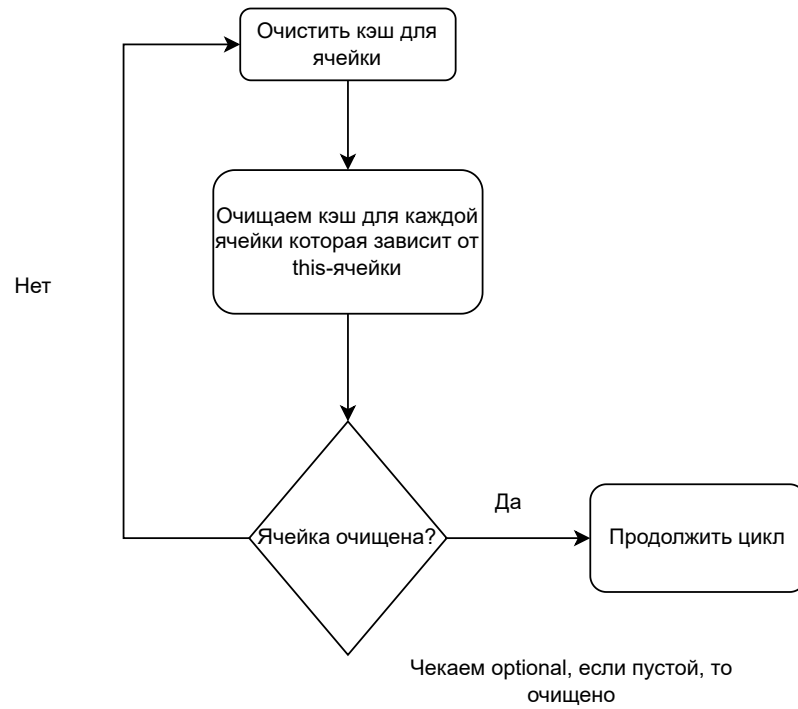 Очистить кэш для
ячейки
Очищаем кэш для каждой
ячейки которая зависит от
this-ячейки
Нет
Ячейка очищена?
Да
Продолжить цикл
Чекаем optional, если пустой, то
очищено